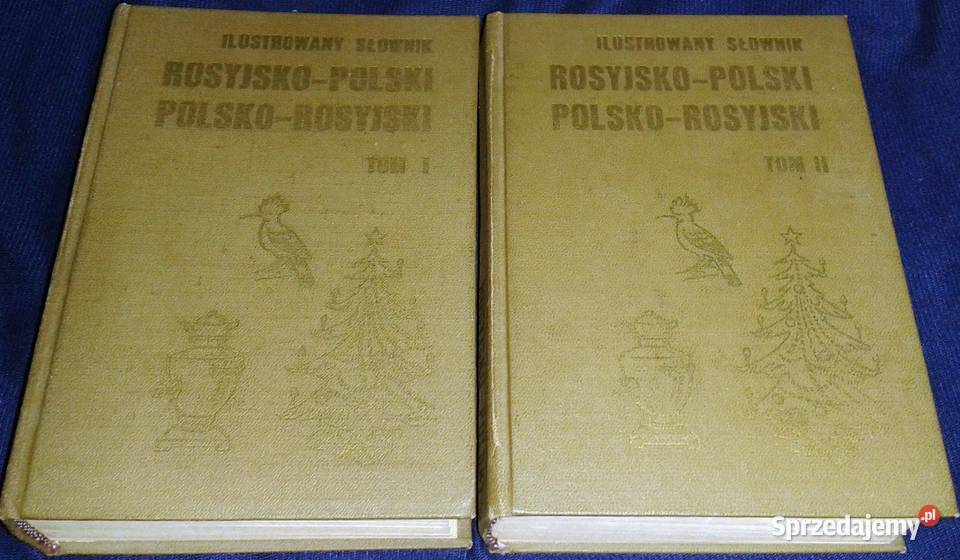 ILUSTROWANY SŁOWNIK
ROSYJSKO-POLSKI
POLSKO-ROSYJSKI
TOM I
ILUSTROWANY SŁOWNIK
ROSYJSKO-POLSKI
POLSKO-ROSYJSKI
TOM II
Sprzedajemy.pl